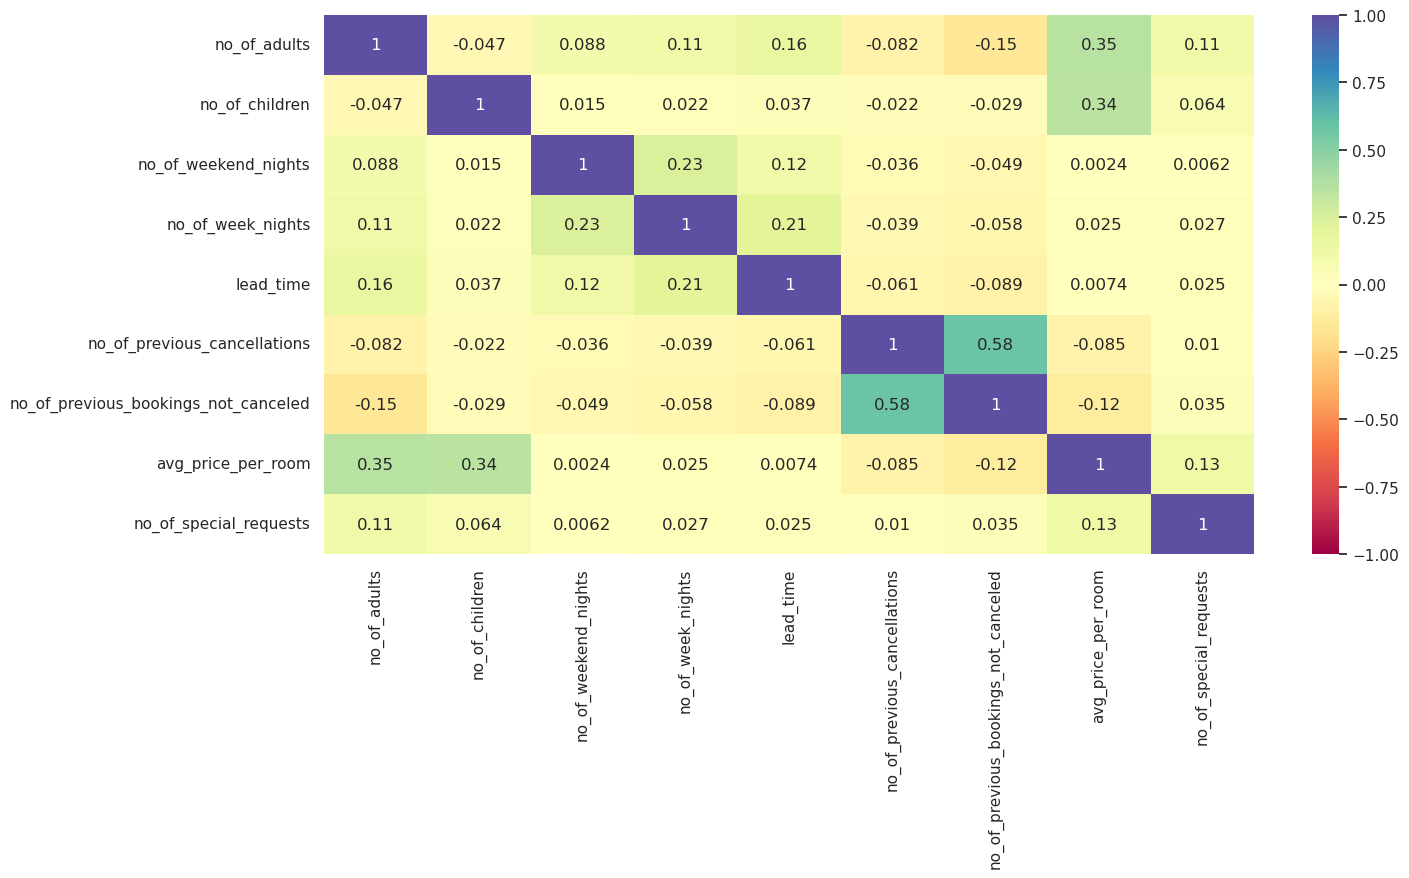 no_of_adults 1 -0.047 0.088 0.11 0.16 -0.082 -0.15 0.35 0.11
no_of_children -0.047 1 0.015 0.022 0.037 -0.022 -0.029 0.34 0.064
no_of_weekend_nights 0.088 0.015 1 0.23 0.12 -0.036 -0.049 0.0024 0.0062
no_of_week_nights 0.11 0.022 0.23 1 0.21 -0.039 -0.058 0.025 0.027
lead_time 0.16 0.037 0.12 0.21 1 -0.061 -0.089 0.0074 0.025
no_of_previous_cancellations -0.082 -0.022 -0.036 -0.039 -0.061 1 0.58 -0.085 0.01
no_of_previous_bookings_not_canceled -0.15 -0.029 -0.049 -0.058 -0.089 0.58 1 -0.12 0.035
avg_price_per_room 0.35 0.34 0.0024 0.025 0.0074 -0.085 -0.12 1 0.13
no_of_special_requests 0.11 0.064 0.0062 0.027 0.025 0.01 0.035 0.13 1
no_of_adults
no_of_children
no_of_weekend_nights
no_of_week_nights
lead_time
no_of_previous_cancellations
no_of_previous_bookings_not_canceled
avg_price_per_room
no_of_special_requests
1.00
0.75
0.50
0.25
0.00
−0.25
−0.50
−0.75
−1.00